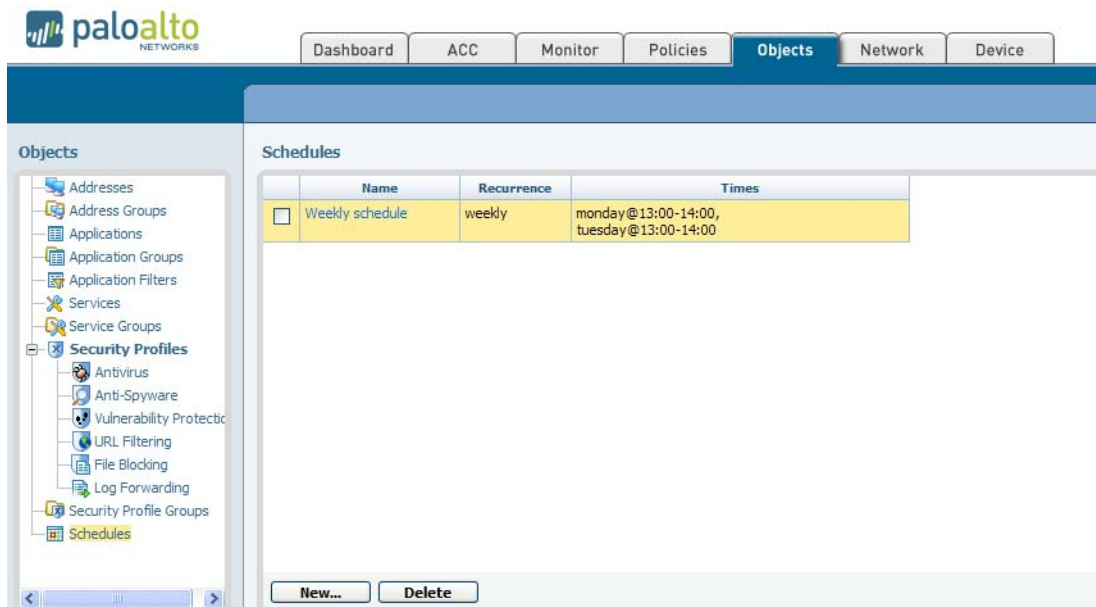 paloalto
NETWORKS
Dashboard ACC Monitor Policies Objects Network Device
Objects
Addresses
Address Groups
Applications
Application Groups
Application Filters
Services
Service Groups
Security Profiles
Antivirus
Anti-Spyware
Vulnerability Protectic
URL Filtering
File Blocking
Log Forwarding
Security Profile Groups
Schedules
Schedules
Name Recurrence Times
Weekly schedule weekly monday@13:00-14:00,
tuesday@13:00-14:00
New... Delete